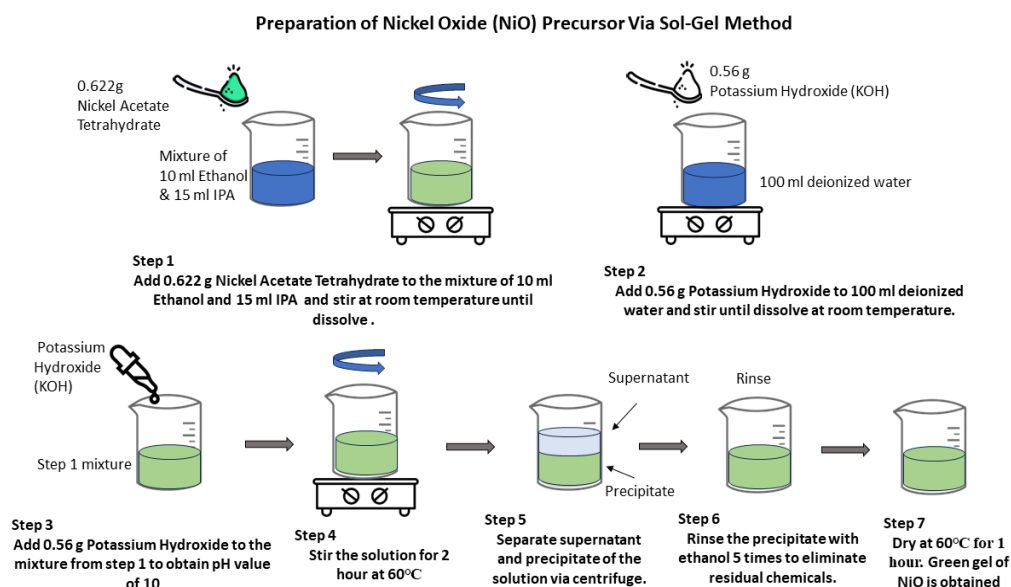 Preparation of Nickel Oxide (NiO) Precursor Via Sol-Gel Method
0.622g
Nickel Acetate
Tetrahydrate
Mixture of
10 ml Ethanol
& 15 ml IPA
0.56 g
Potassium Hydroxide (KOH)
100 ml deionized water
Step 1
Add 0.622 g Nickel Acetate Tetrahydrate to the mixture of 10 ml
Ethanol and 15 ml IPA and stir at room temperature until
dissolve .
Step 2
Add 0.56 g Potassium Hydroxide to 100 ml deionized
water and stir until dissolve at room temperature.
Potassium
Hydroxide
(KOH)
Step 1 mixture
Supernatant
Precipitate
Rinse
Step 3
Add 0.56 g Potassium Hydroxide to the
mixture from step 1 to obtain pH value
of 10
Step 4
Stir the solution for 2
hour at 60℃
Step 5
Separate supernatant
and precipitate of the
solution via centrifuge.
Step 6
Rinse the precipitate with
ethanol 5 times to eliminate
residual chemicals.
Step 7
Dry at 60℃ for 1
hour. Green gel of
NiO is obtained